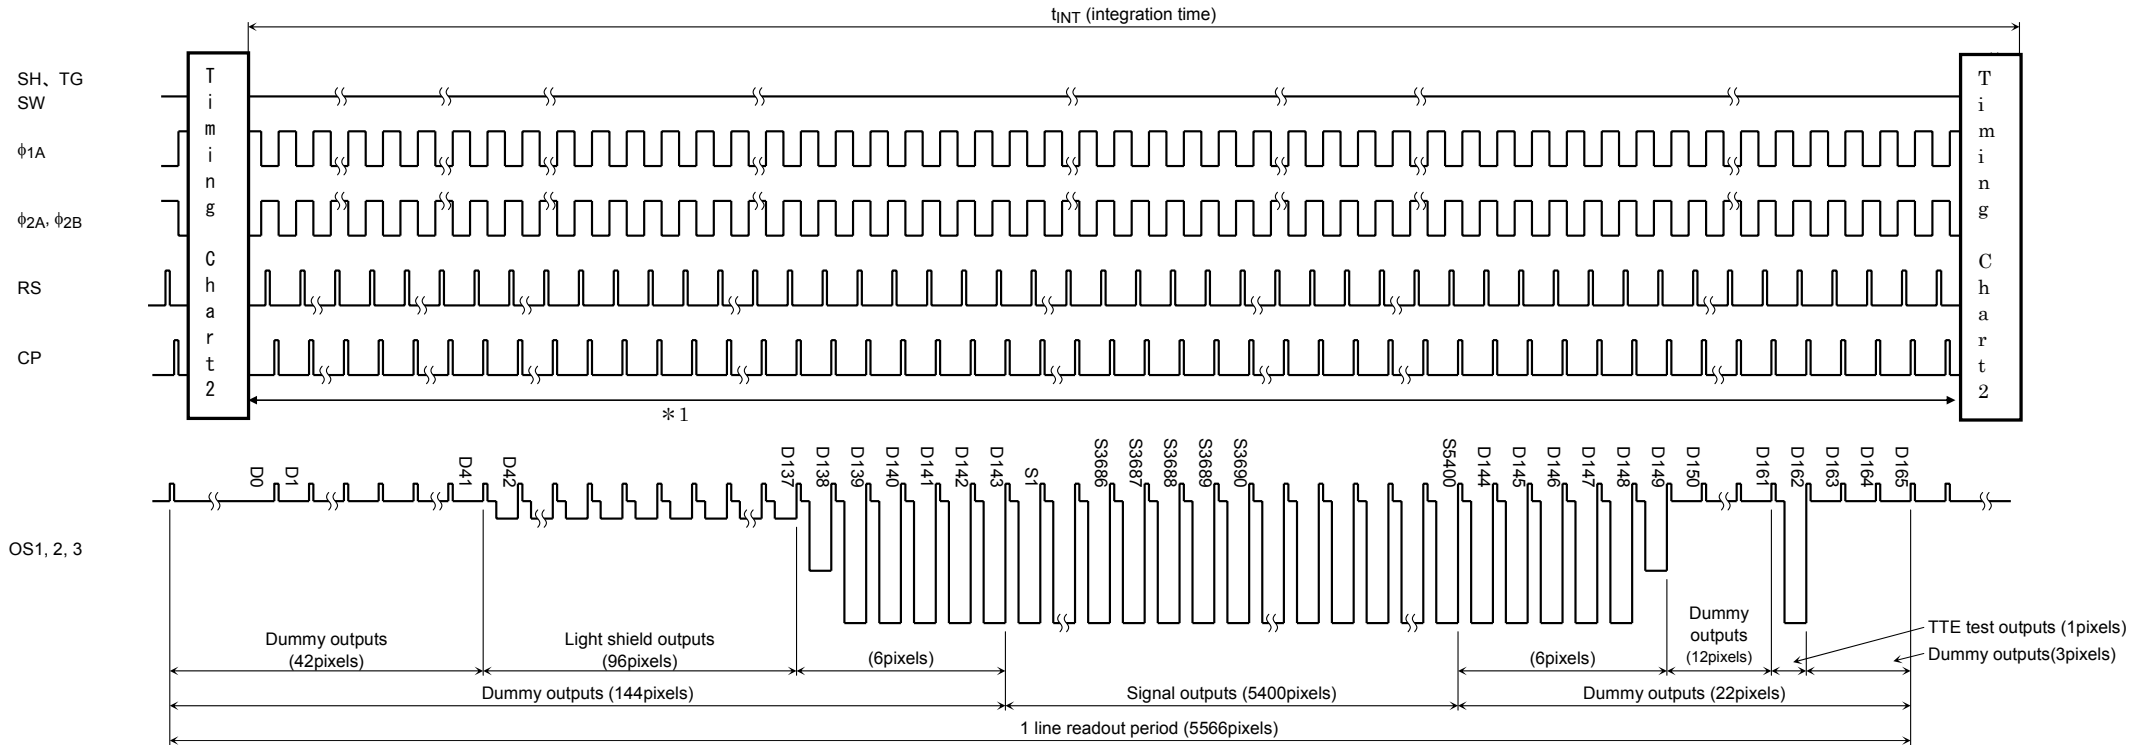 tINT (integration time)
SH、TG
SW
Timing Chart2
Timing Chart2
ϕ1A
ϕ2A, ϕ2B
RS
CP
＊1
D0
D1
D41
D42
D137
D138
D139
D140
D141
D142
D143
S1
S3686
S3687
S3688
S3689
S3690
S5400
D144
D145
D146
D147
D148
D149
D150
D161
D162
D163
D164
D165
OS1, 2, 3
Dummy outputs
(42pixels)
Light shield outputs
(96pixels)
(6pixels)
(6pixels)
Dummy
outputs
(12pixels)
TTE test outputs (1pixels)
Dummy outputs(3pixels)
Dummy outputs (144pixels)
Signal outputs (5400pixels)
Dummy outputs (22pixels)
1 line readout period (5566pixels)